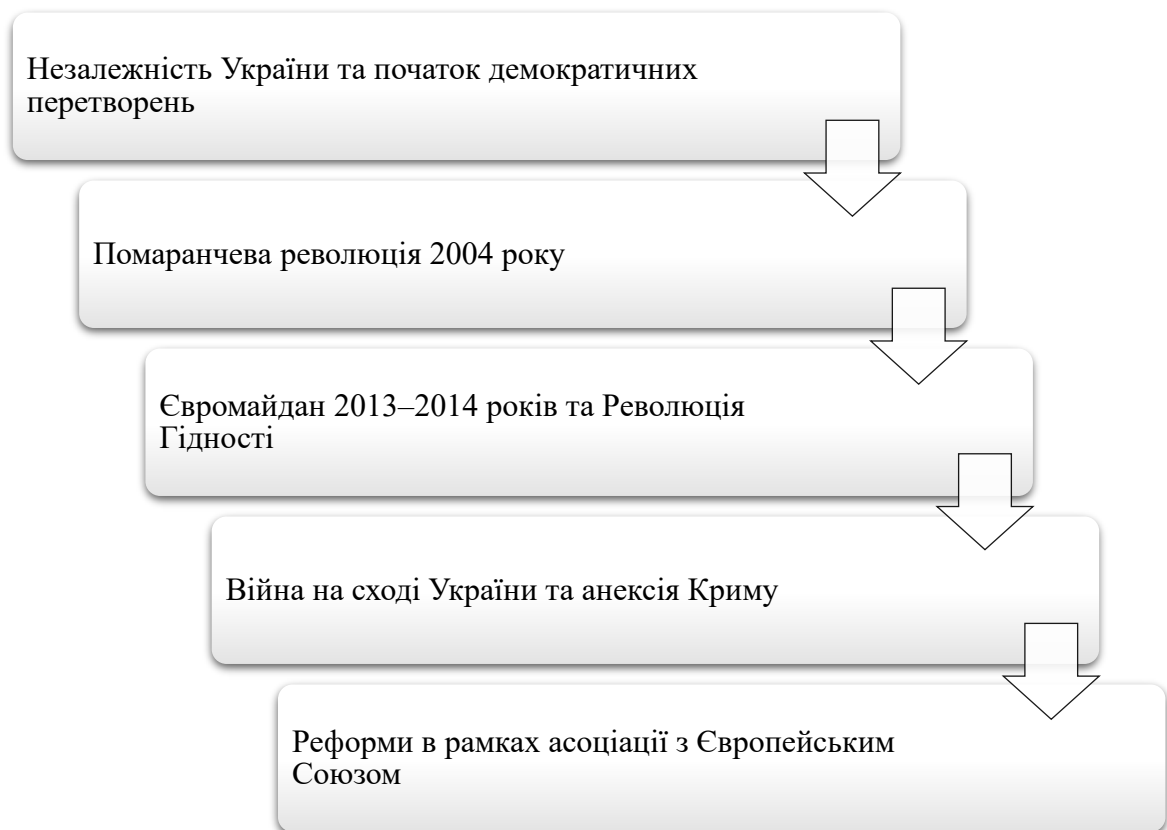 Незалежність України та початок демократичних
перетворень
Помаранчева революція 2004 року
Євромайдан 2013–2014 років та Революція
Гідності
Війна на сході України та анексія Криму
Реформи в рамках асоціації з Європейським
Союзом